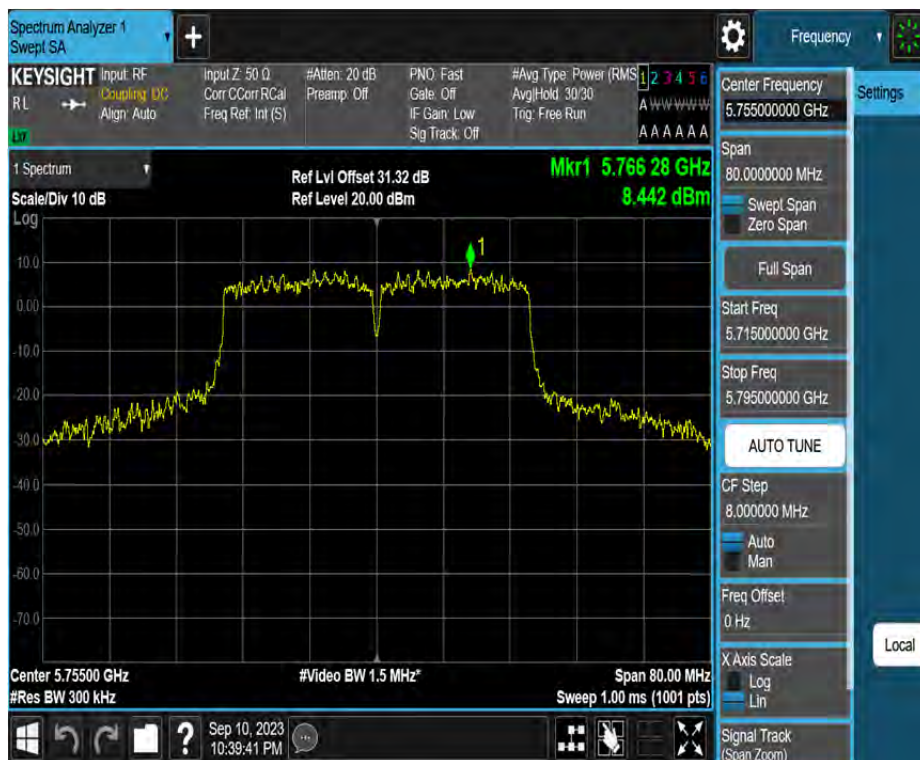 Spectrum Analyzer 1
Swept SA
+
Frequency
KEYSIGHT
RL
LXI
Input: RF
Coupling: DC
Align: Auto
Input Z: 50 Ω
Corr CCorr RCal
Freq Ref: Int (S)
#Atten: 20 dB
Preamp: Off
PNO: Fast
Gate: Off
IF Gain: Low
Sig Track: Off
#Avg Type: Power (RMS
Avg|Hold: 30/30
Trig: Free Run
1 2 3 4 5 6
A W W W W W
A A A A A A
1 Spectrum
Scale/Div 10 dB
Log
Ref Lvl Offset 31.32 dB
Ref Level 20.00 dBm
Mkr1 5.766 28 GHz
8.442 dBm
1
10.0
0.00
-10.0
-20.0
-30.0
-40.0
-50.0
-60.0
-70.0
Center 5.75500 GHz
#Res BW 300 kHz
#Video BW 1.5 MHz*
Span 80.00 MHz
Sweep 1.00 ms (1001 pts)
?
Sep 10, 2023
10:39:41 PM
Center Frequency
5.755000000 GHz
Settings
Span
80.0000000 MHz
Swept Span
Zero Span
Full Span
Start Freq
5.715000000 GHz
Stop Freq
5.795000000 GHz
AUTO TUNE
CF Step
8.000000 MHz
Auto
Man
Freq Offset
0 Hz
Local
X Axis Scale
Log
Lin
Signal Track
(Span Zoom)